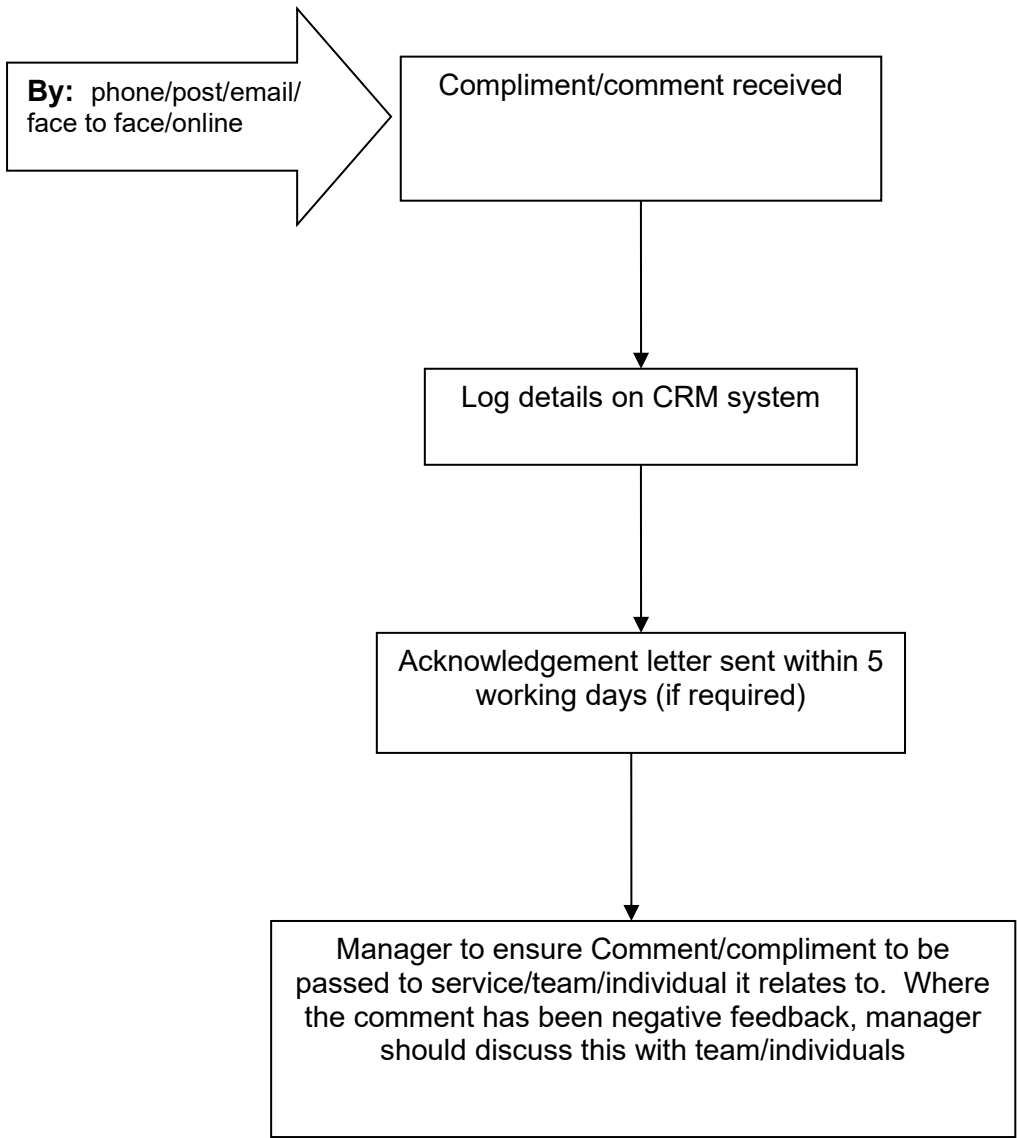 By: phone/post/email/
face to face/online
Compliment/comment received
Log details on CRM system
Acknowledgement letter sent within 5
working days (if required)
Manager to ensure Comment/compliment to be
passed to service/team/individual it relates to.  Where
the comment has been negative feedback, manager
should discuss this with team/individuals